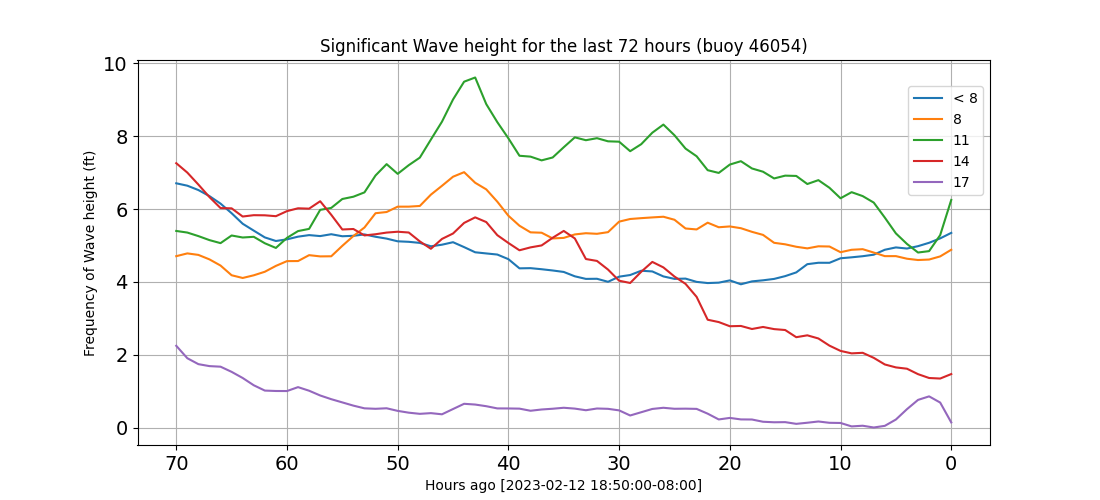 Significant Wave height for the last 72 hours (buoy 46054)
Frequency of Wave height (ft)
10
8
6
4
2
0
< 8
8
11
14
17
70 60 50 40 30 20 10 0
Hours ago [2023-02-12 18:50:00-08:00]